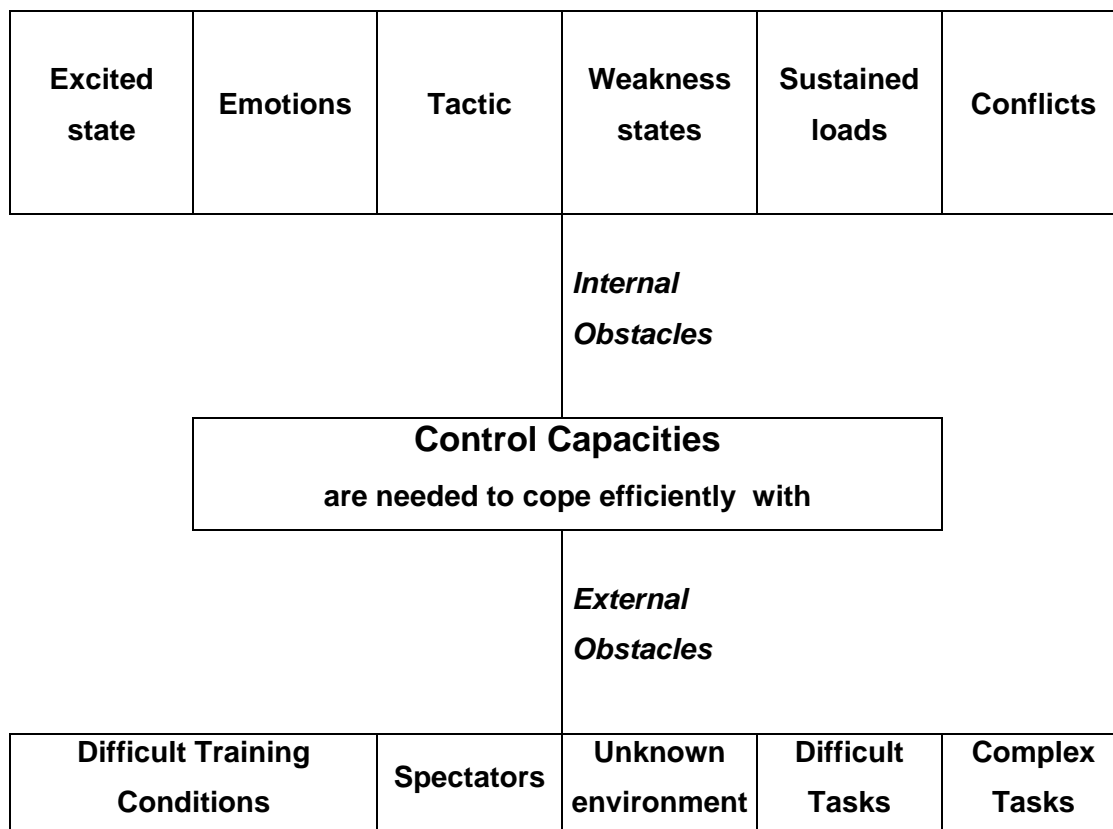 Excited
state
Emotions
Tactic
Weakness
states
Sustained
loads
Conflicts
Internal
Obstacles
Control Capacities
are needed to cope efficiently with
External
Obstacles
Difficult Training
Conditions
Spectators
Unknown
environment
Difficult
Tasks
Complex
Tasks